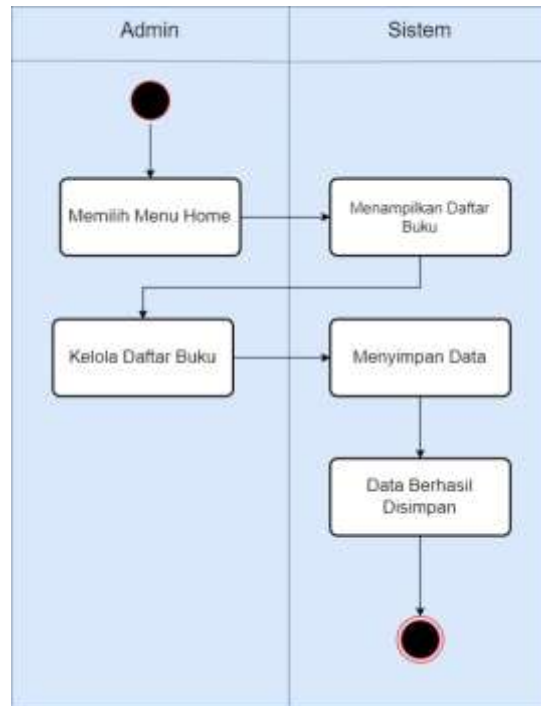 Admin
Sistem
Memilih Menu Home
Menampilkan Daftar
Buku
Kelola Daftar Buku
Menyimpan Data
Data Berhasil
Disimpan